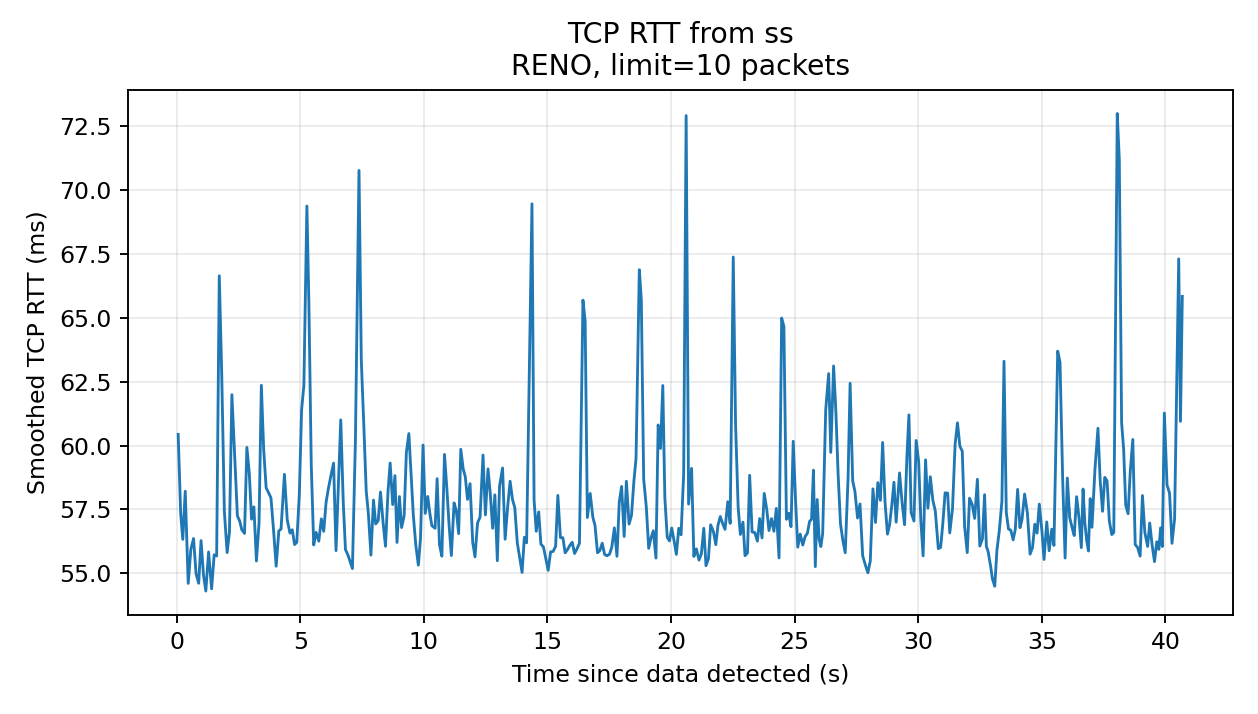 TCP RTT from ss
RENO, limit=10 packets
Smoothed TCP RTT (ms)
72.5
70.0
67.5
65.0
62.5
60.0
57.5
55.0
0 5 10 15 20 25 30 35 40
Time since data detected (s)